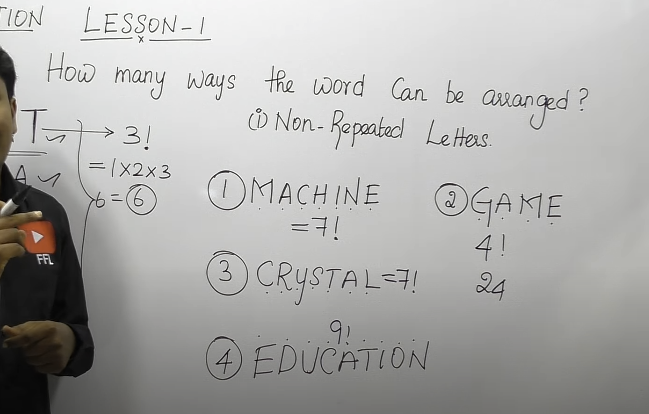 TION LESSON-1
How many ways the word can be arranged?
(i) Non-Repeated Letters.
T → 3!
= 1×2×3
A
6 = 6
① MACHINE
= 7!
② GAME
4!
24
③ CRYSTAL = 7!
9!
④ EDUCATION
FFL